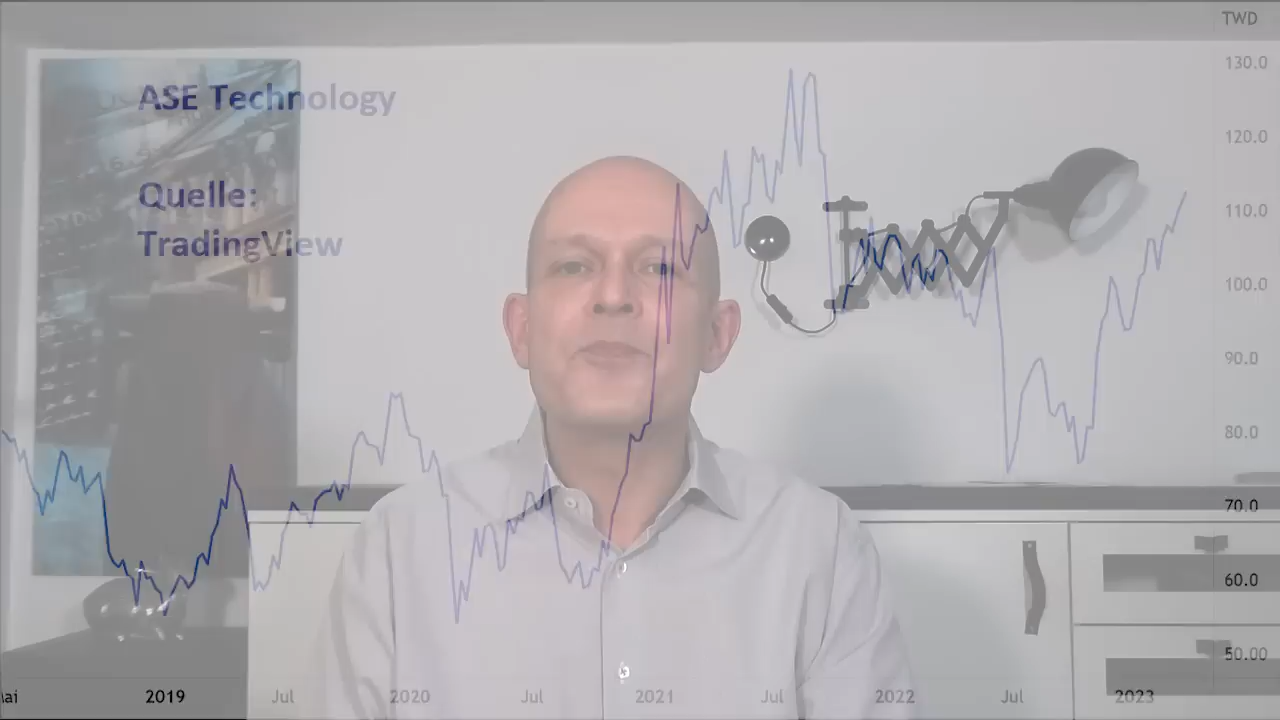 TWD
130.0
ASE Technology
120.0
Quelle:
TradingView
110.0
100.0
90.0
80.0
70.0
60.0
50.00
2019
Jul
2020
Jul
2021
Jul
2022
Jul
2023